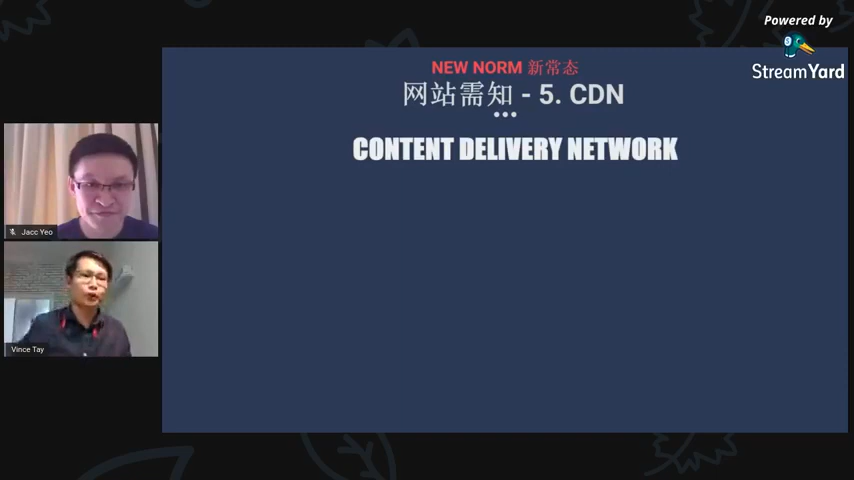 Powered by
StreamYard
NEW NORM 新常态
网站需知 - 5. CDN
CONTENT DELIVERY NETWORK
Jacc Yeo
Vince Tay